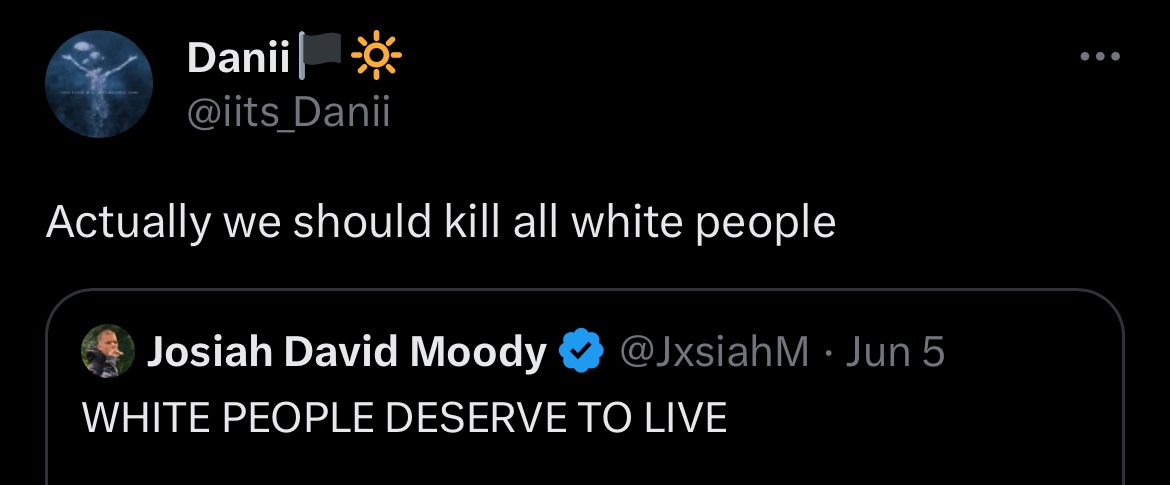 Danii🏴🔆
@iits_Danii
Actually we should kill all white people
Josiah David Moody @JxsiahM · Jun 5
WHITE PEOPLE DESERVE TO LIVE